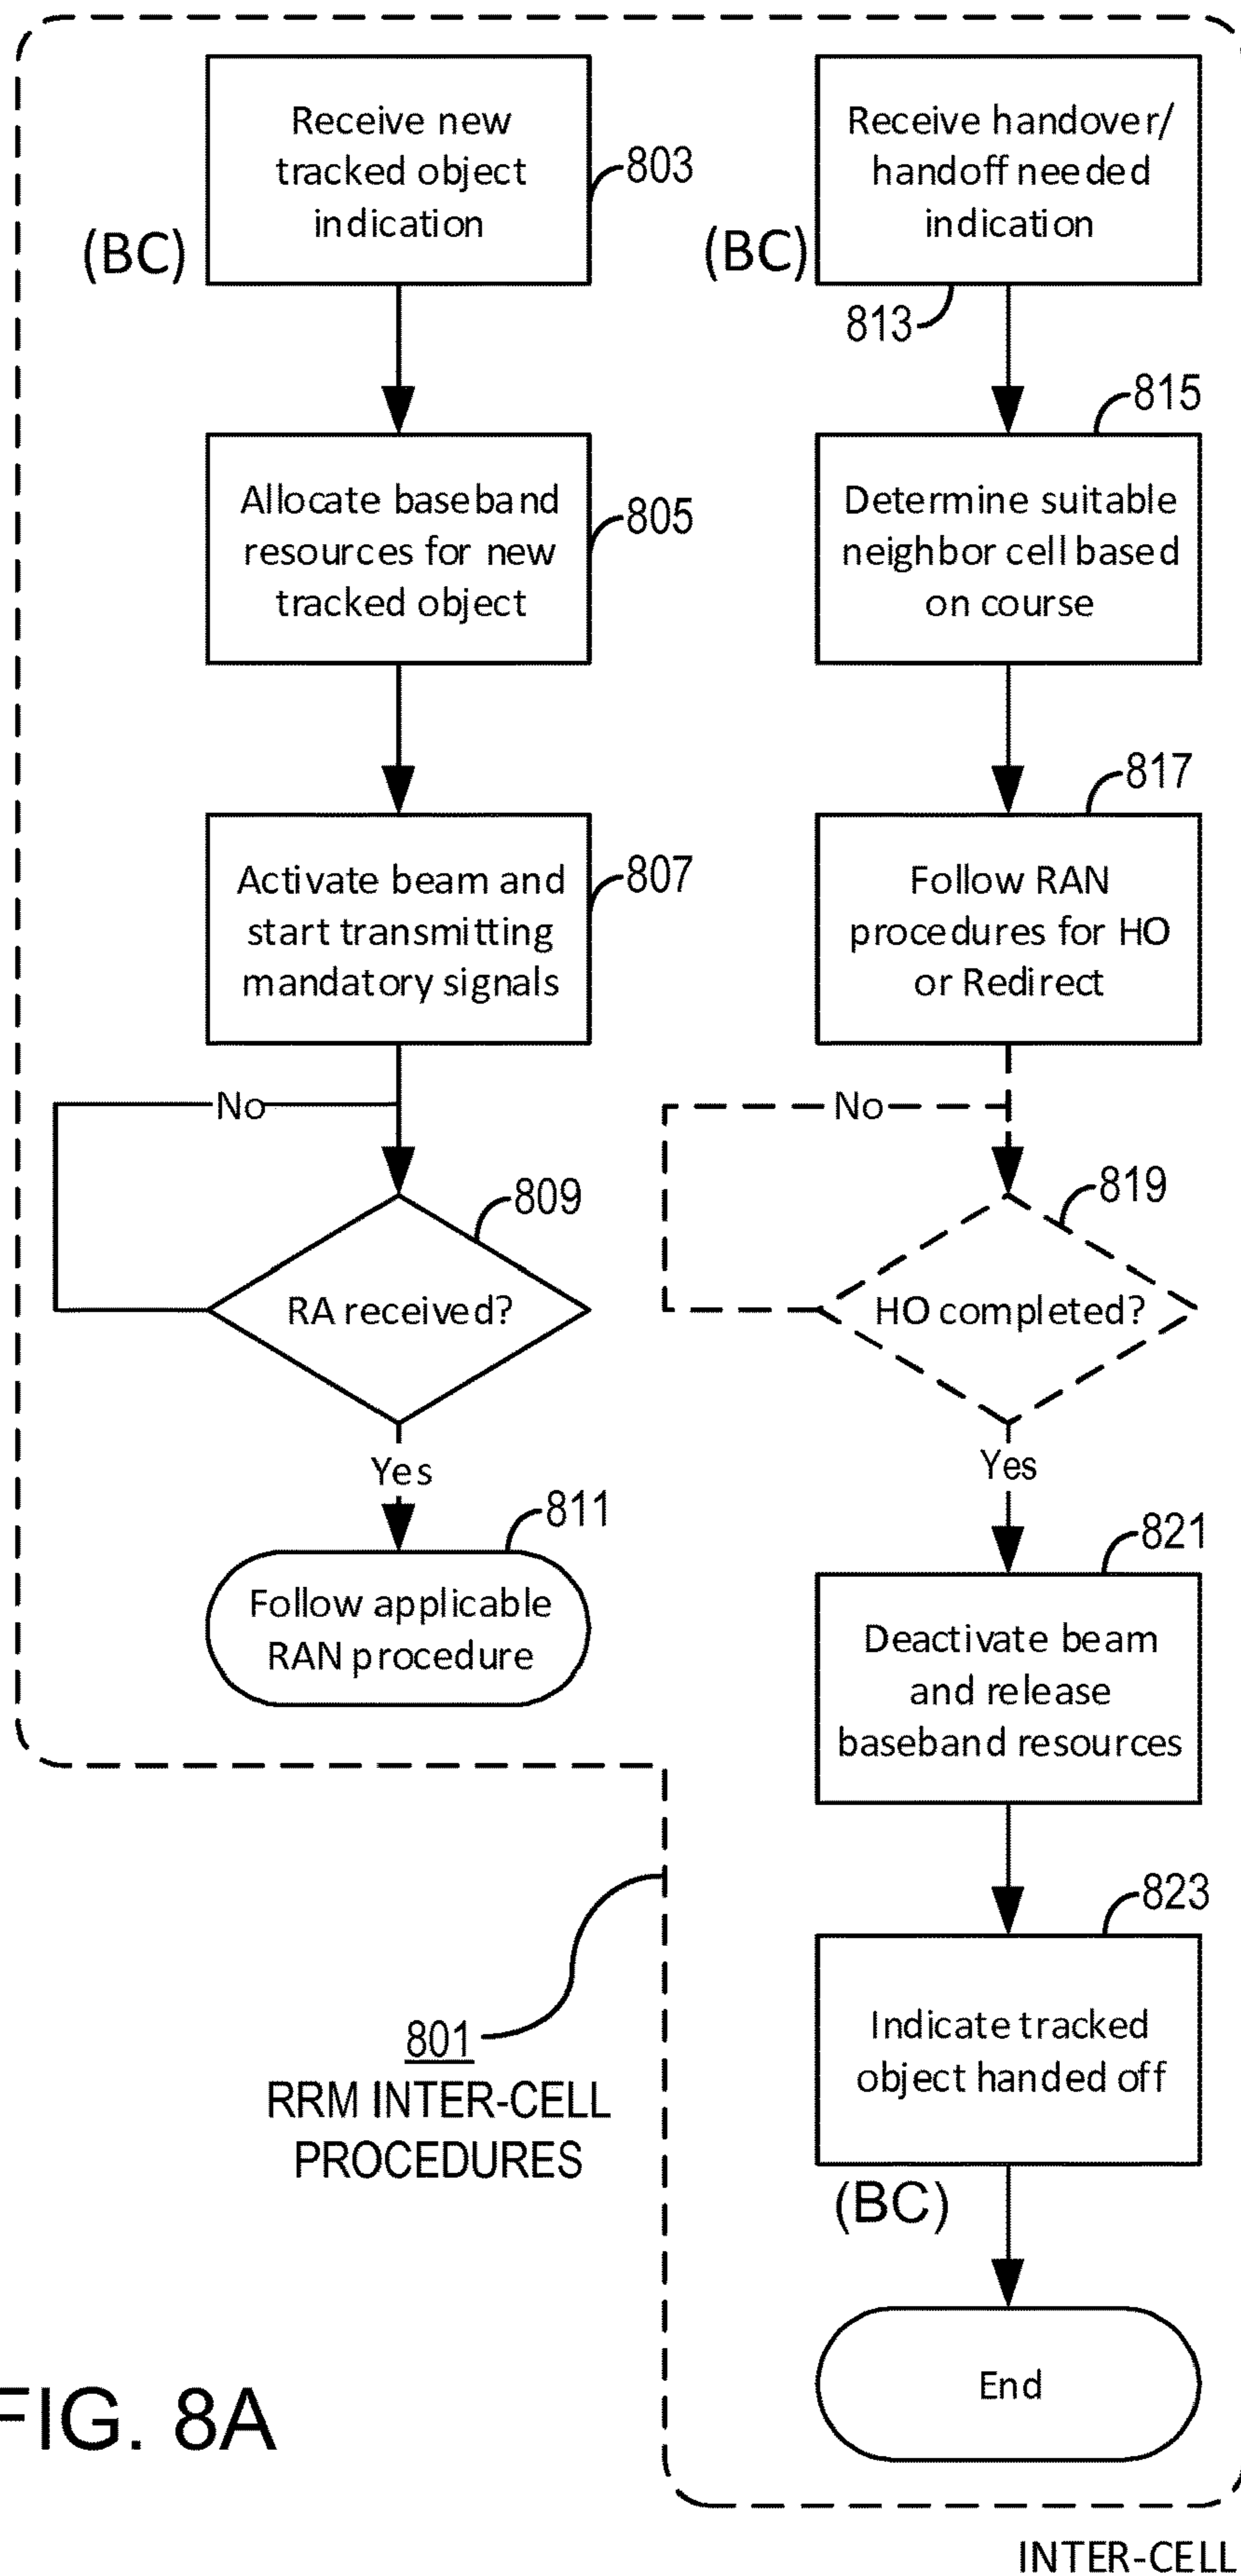 Receive new
tracked object
indication
803
(BC)
Allocate baseband
resources for new
tracked object
805
Activate beam and
start transmitting
mandatory signals
807
No
809
RA received?
Yes
811
Follow applicable
RAN procedure
Receive handover/
handoff needed
indication
(BC)
813
815
Determine suitable
neighbor cell based
on course
817
Follow RAN
procedures for HO
or Redirect
No
819
HO completed?
Yes
821
Deactivate beam
and release
baseband resources
823
Indicate tracked
object handed off
(BC)
End
801
RRM INTER-CELL
PROCEDURES
FIG. 8A
INTER-CELL